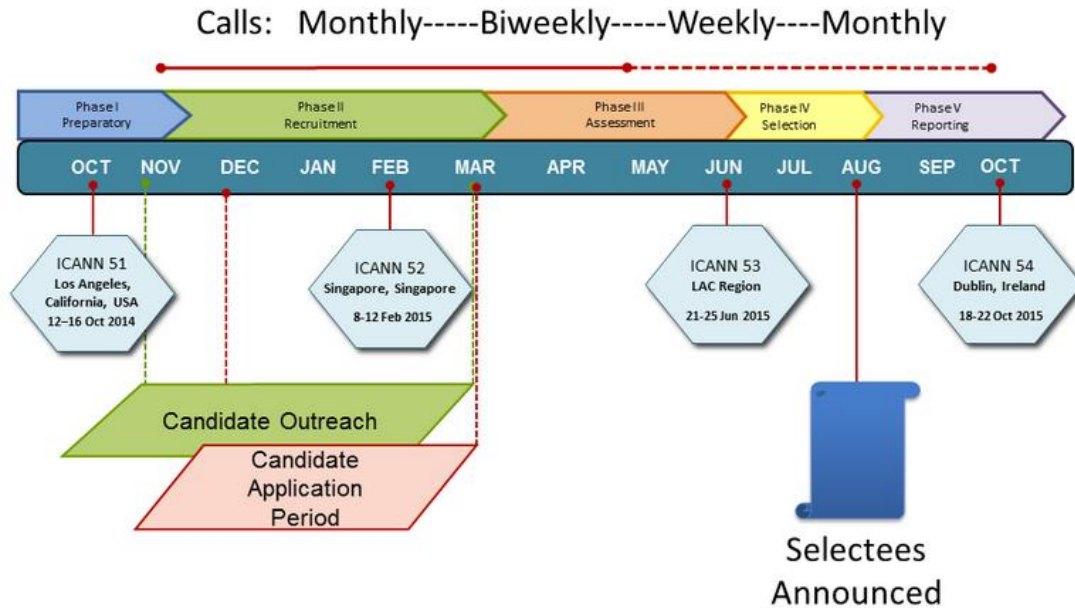 Calls: Monthly-----Biweekly-----Weekly----Monthly
Phase I
Preparatory
Phase II
Recruitment
Phase III
Assessment
Phase IV
Selection
Phase V
Reporting
OCT NOV DEC JAN FEB MAR APR MAY JUN JUL AUG SEP OCT
ICANN 51
Los Angeles,
California, USA
12–16 Oct 2014
ICANN 52
Singapore, Singapore
8-12 Feb 2015
ICANN 53
LAC Region
21-25 Jun 2015
ICANN 54
Dublin, Ireland
18-22 Oct 2015
Candidate Outreach
Candidate
Application
Period
Selectees
Announced